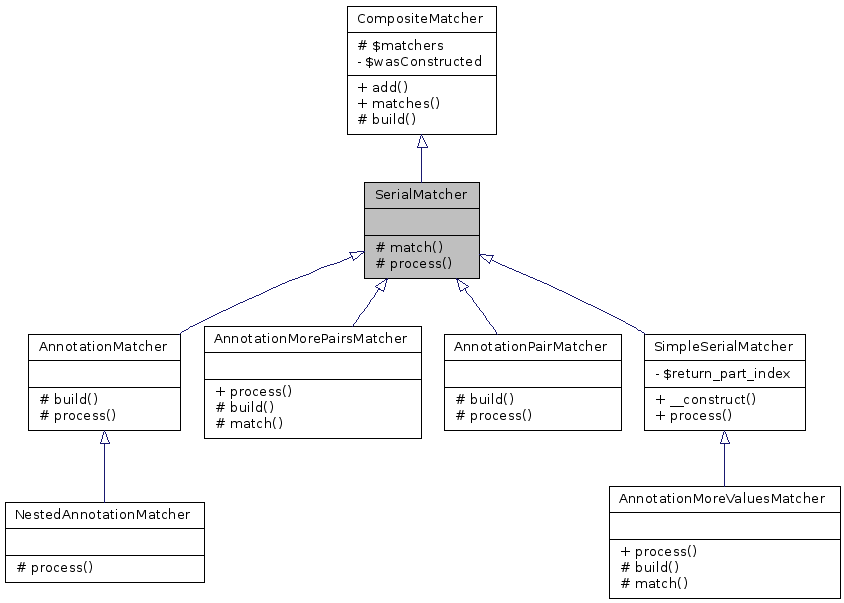 CompositeMatcher
# $matchers
- $wasConstructed
+ add()
+ matches()
# build()
SerialMatcher
# match()
# process()
AnnotationMatcher
# build()
# process()
AnnotationMorePairsMatcher
+ process()
# build()
# match()
AnnotationPairMatcher
# build()
# process()
SimpleSerialMatcher
- $return_part_index
+ __construct()
+ process()
NestedAnnotationMatcher
# process()
AnnotationMoreValuesMatcher
+ process()
# build()
# match()